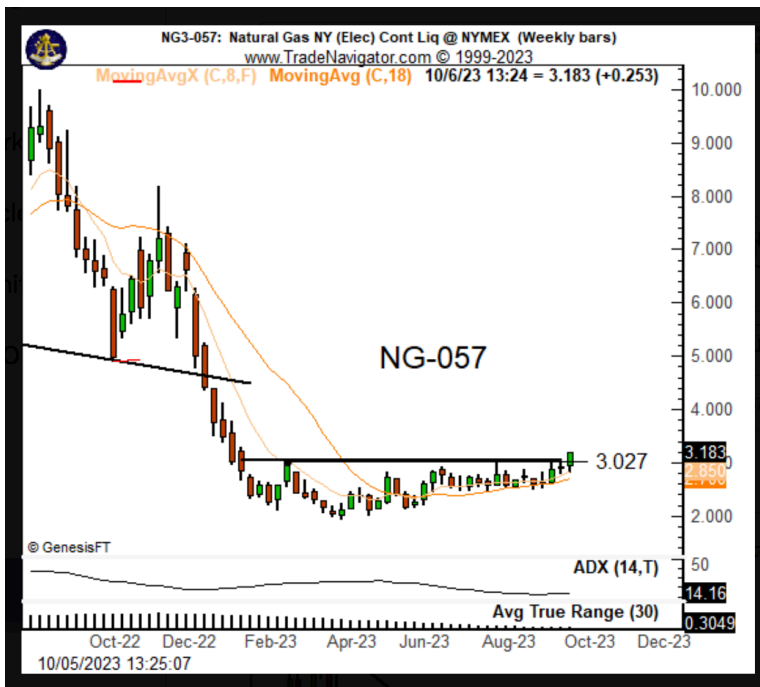 NG3-057: Natural Gas NY (Elec) Cont Liq @ NYMEX (Weekly bars)
www.TradeNavigator.com © 1999-2023
MovingAvgX (C,8,F) MovingAvg (C,18) 10/6/23 13:24 = 3.183 (+0.253)
10.000
9.000
8.000
7.000
6.000
5.000
NG-057
4.000
3.183
3.027
2.850
2.000
© GenesisFT
ADX (14,T)
50
14.16
Avg True Range (30)
0.3049
Oct-22 Dec-22 Feb-23 Apr-23 Jun-23 Aug-23 Oct-23 Dec-23
10/05/2023 13:25:07